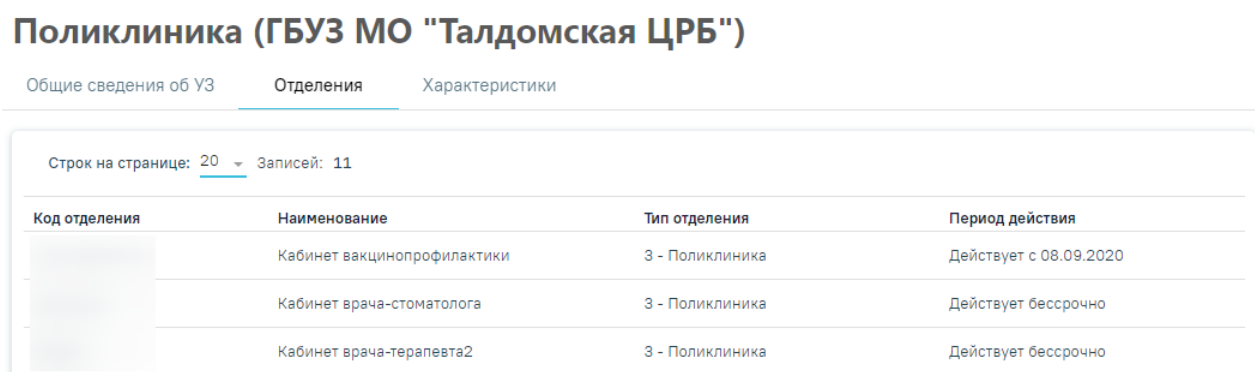 Поликлиника (ГБУЗ МО "Талдомская ЦРБ")
Общие сведения об УЗ Отделения Характеристики
Строк на странице: 20 Записей: 11
Код отделения Наименование Тип отделения Период действия
Кабинет вакцинопрофилактики 3 - Поликлиника Действует с 08.09.2020
Кабинет врача-стоматолога 3 - Поликлиника Действует бессрочно
Кабинет врача-терапевта2 3 - Поликлиника Действует бессрочно